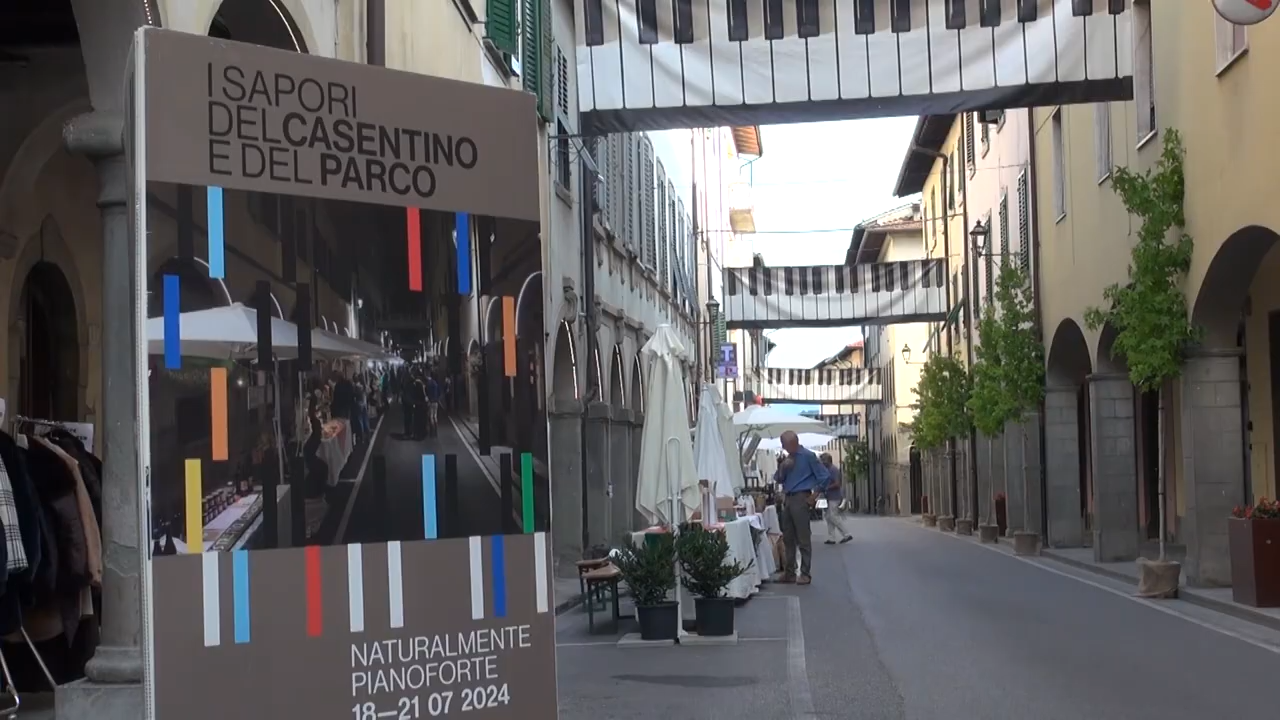 I SAPORI
DEL CASENTINO
E DEL PARCO
NATURALMENTE
PIANOFORTE
18—21 07 2024